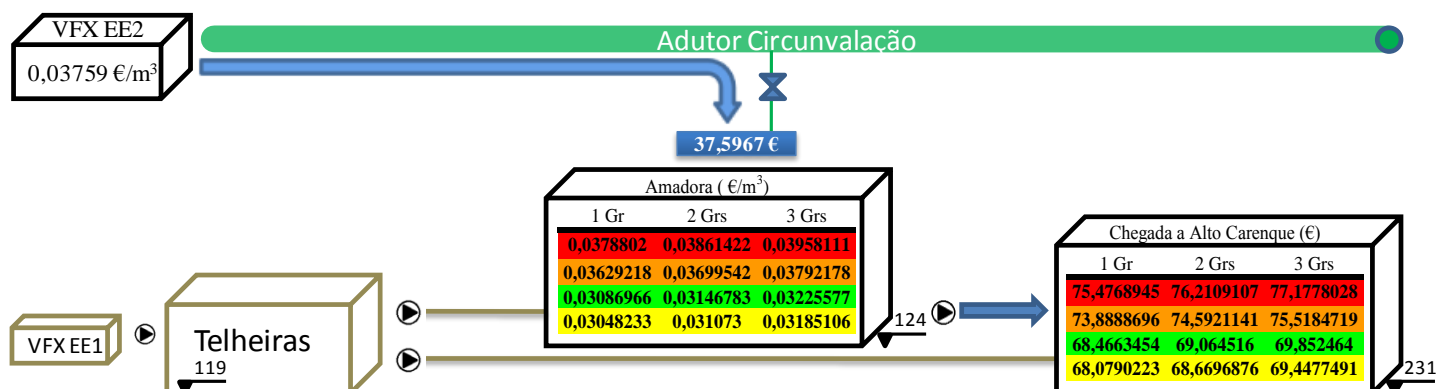 VFX EE2
0,03759 €/m³
Adutor Circunvalação
37,5967 €
Amadora ( €/m³)
1 Gr 2 Grs 3 Grs
0,0378802 0,03861422 0,03958111
0,03629218 0,03699542 0,03792178
0,03086966 0,03146783 0,03225577
0,03048233 0,031073 0,03185106
124
Chegada a Alto Carenque (€)
1 Gr 2 Grs 3 Grs
75,4768945 76,2109107 77,1778028
73,8888696 74,5921141 75,5184719
68,4663454 69,064516 69,852464
68,0790223 68,6696876 69,4477491
231
VFX EE1
Telheiras
119